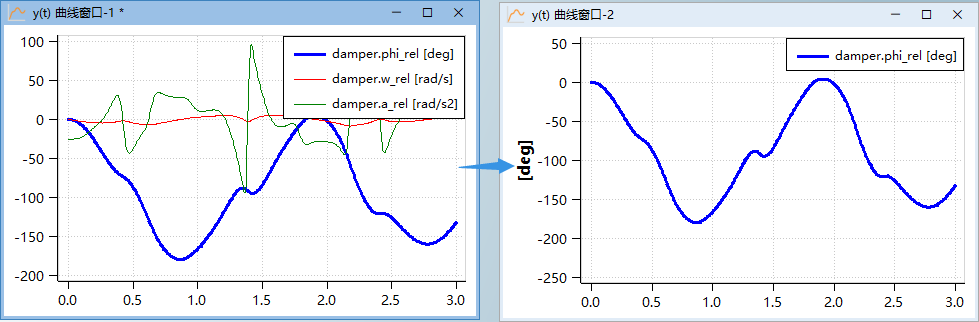 y(t) 曲线窗口-1 *
damper.phi_rel [deg]
damper.w_rel [rad/s]
damper.a_rel [rad/s2]
100
50
0
-50
-100
-150
-200
0.0 0.5 1.0 1.5 2.0 2.5 3.0
y(t) 曲线窗口-2
damper.phi_rel [deg]
[deg]
50
0
-50
-100
-150
-200
-250
0.0 0.5 1.0 1.5 2.0 2.5 3.0